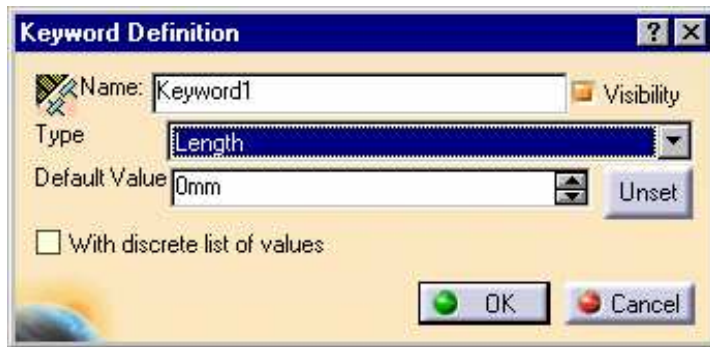 Keyword Definition ? X
Name: Keyword1 Visibility
Type Length
Default Value 0mm Unset
With discrete list of values
OK Cancel